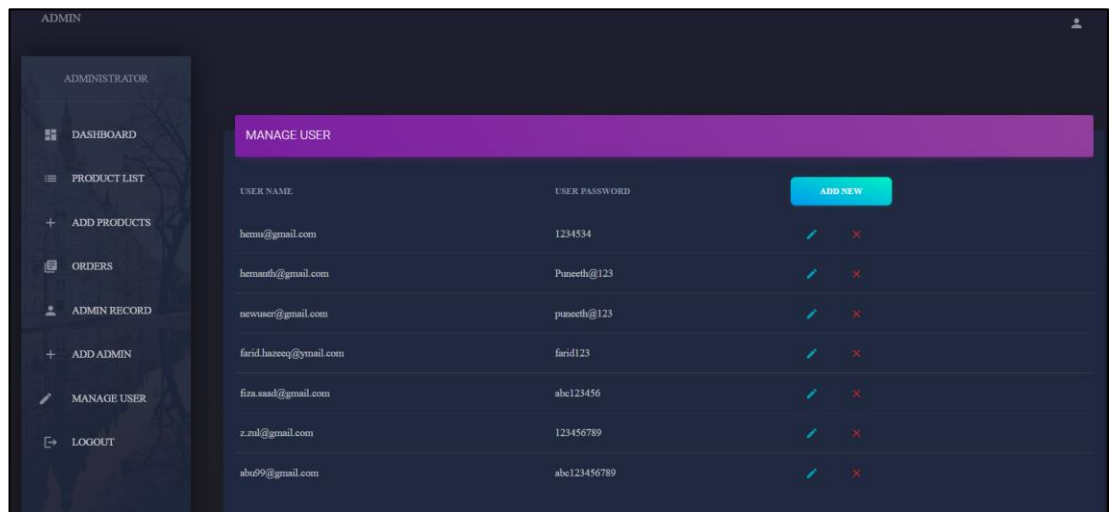 ADMIN
ADMINISTRATOR
DASHBOARD
PRODUCT LIST
ADD PRODUCTS
ORDERS
ADMIN RECORD
ADD ADMIN
MANAGE USER
LOGOUT
MANAGE USER
USER NAME USER PASSWORD ADD NEW
hemu@gmail.com 1234534
hemanth@gmail.com Puneeth@123
newuser@gmail.com puneeth@123
farid.hazeeq@ymail.com farid123
fiza.saad@gmail.com abc123456
z.zul@gmail.com 123456789
abu99@gmail.com abc123456789